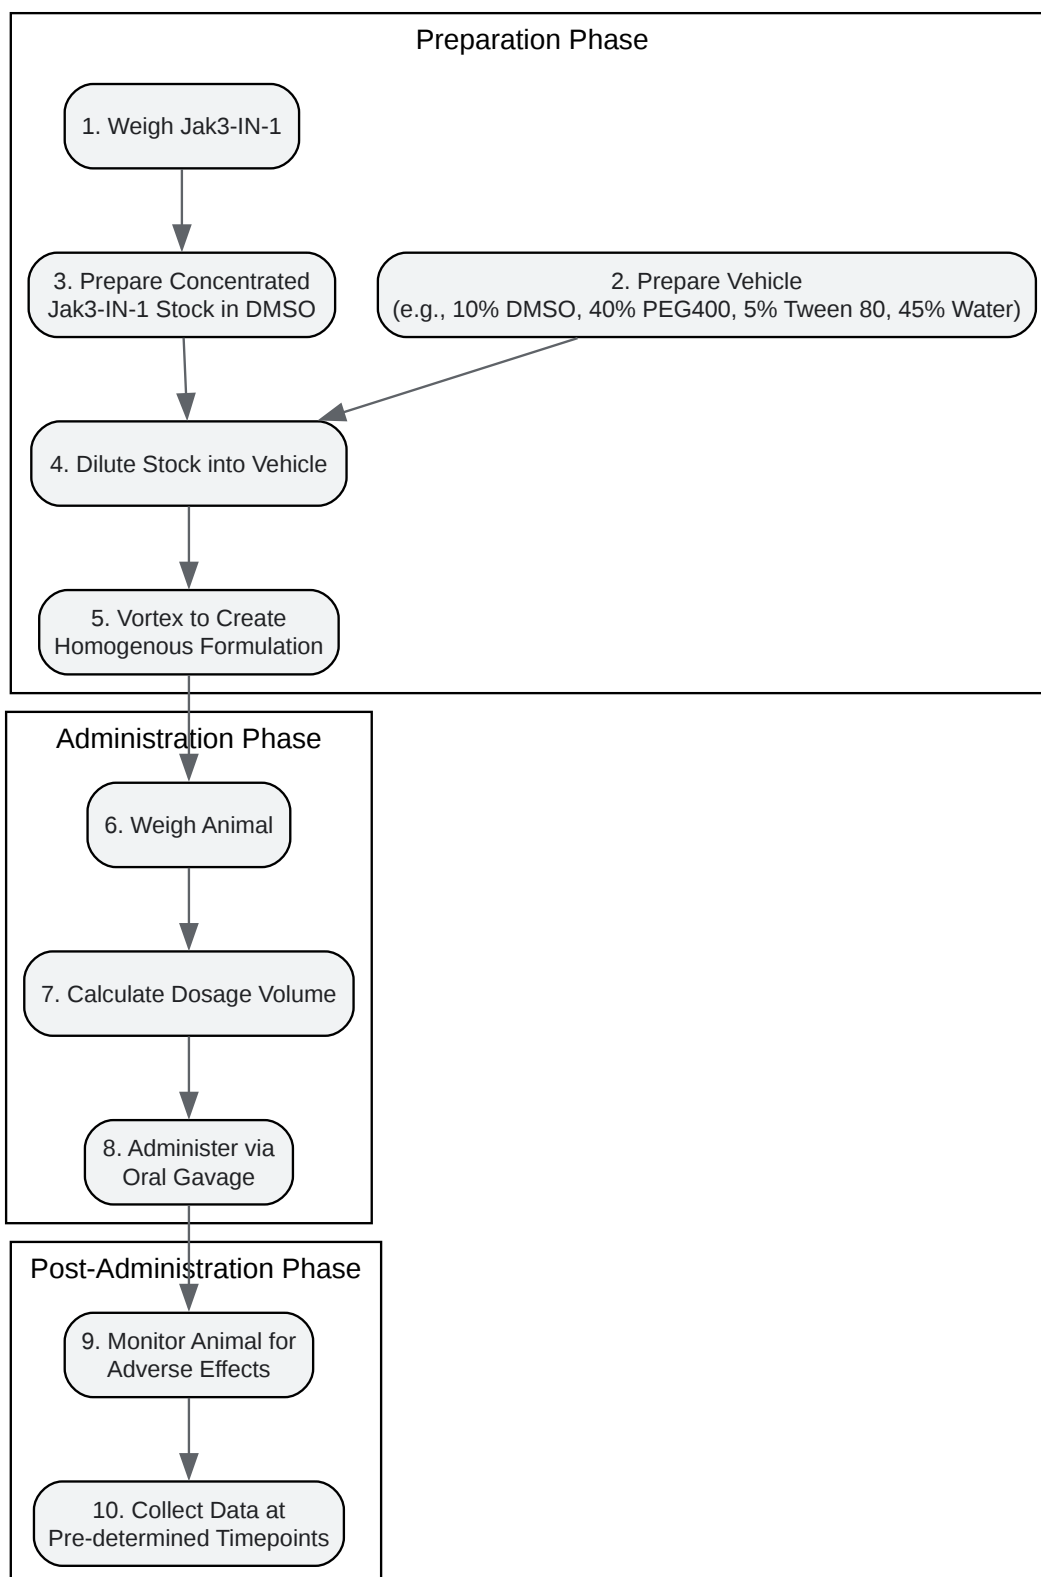 Preparation Phase
1. Weigh Jak3-IN-1
3. Prepare Concentrated
Jak3-IN-1 Stock in DMSO
2. Prepare Vehicle
(e.g., 10% DMSO, 40% PEG400, 5% Tween 80, 45% Water)
4. Dilute Stock into Vehicle
5. Vortex to Create
Homogenous Formulation
Administration Phase
6. Weigh Animal
7. Calculate Dosage Volume
8. Administer via
Oral Gavage
Post-Administration Phase
9. Monitor Animal for
Adverse Effects
10. Collect Data at
Pre-determined Timepoints